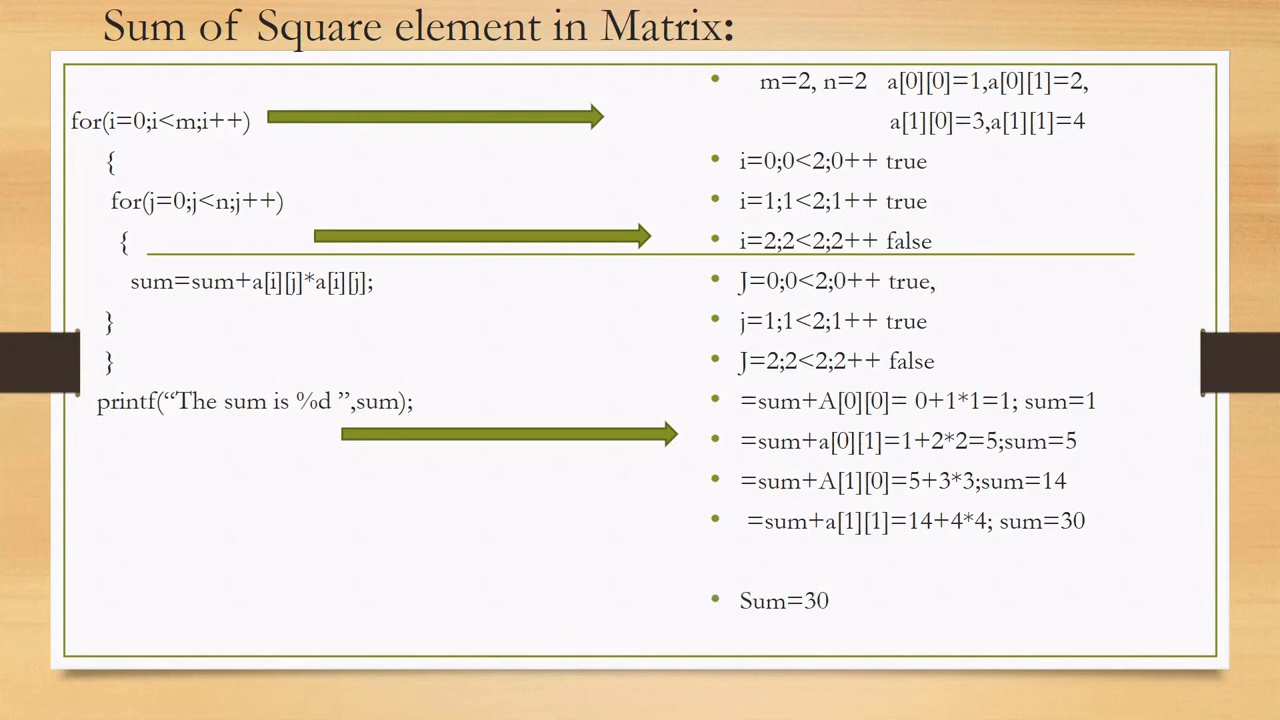 Sum of Square element in Matrix:
for(i=0;i<m;i++)
{
for(j=0;j<n;j++)
{
sum=sum+a[i][j]*a[i][j];
}
}
printf(“The sum is %d ”,sum);
• m=2, n=2 a[0][0]=1,a[0][1]=2,
a[1][0]=3,a[1][1]=4
• i=0;0<2;0++ true
• i=1;1<2;1++ true
• i=2;2<2;2++ false
• J=0;0<2;0++ true,
• j=1;1<2;1++ true
• J=2;2<2;2++ false
• =sum+A[0][0]= 0+1*1=1; sum=1
• =sum+a[0][1]=1+2*2=5;sum=5
• =sum+A[1][0]=5+3*3;sum=14
• =sum+a[1][1]=14+4*4; sum=30
• Sum=30